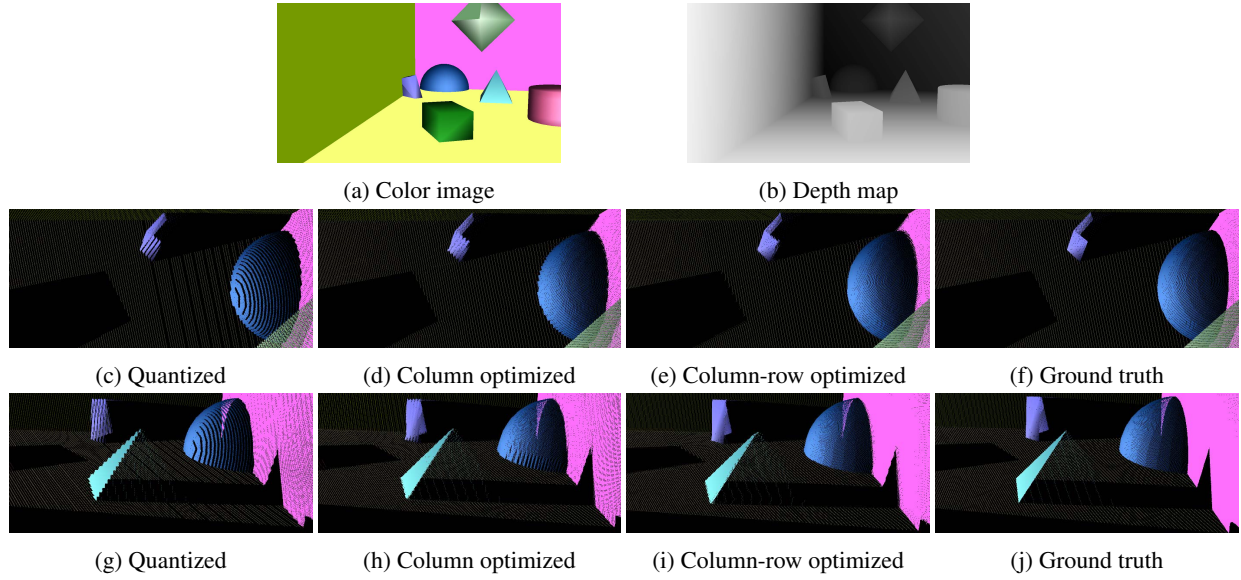 (a) Color image
(b) Depth map
(c) Quantized
(d) Column optimized
(e) Column-row optimized
(f) Ground truth
(g) Quantized
(h) Column optimized
(i) Column-row optimized
(j) Ground truth